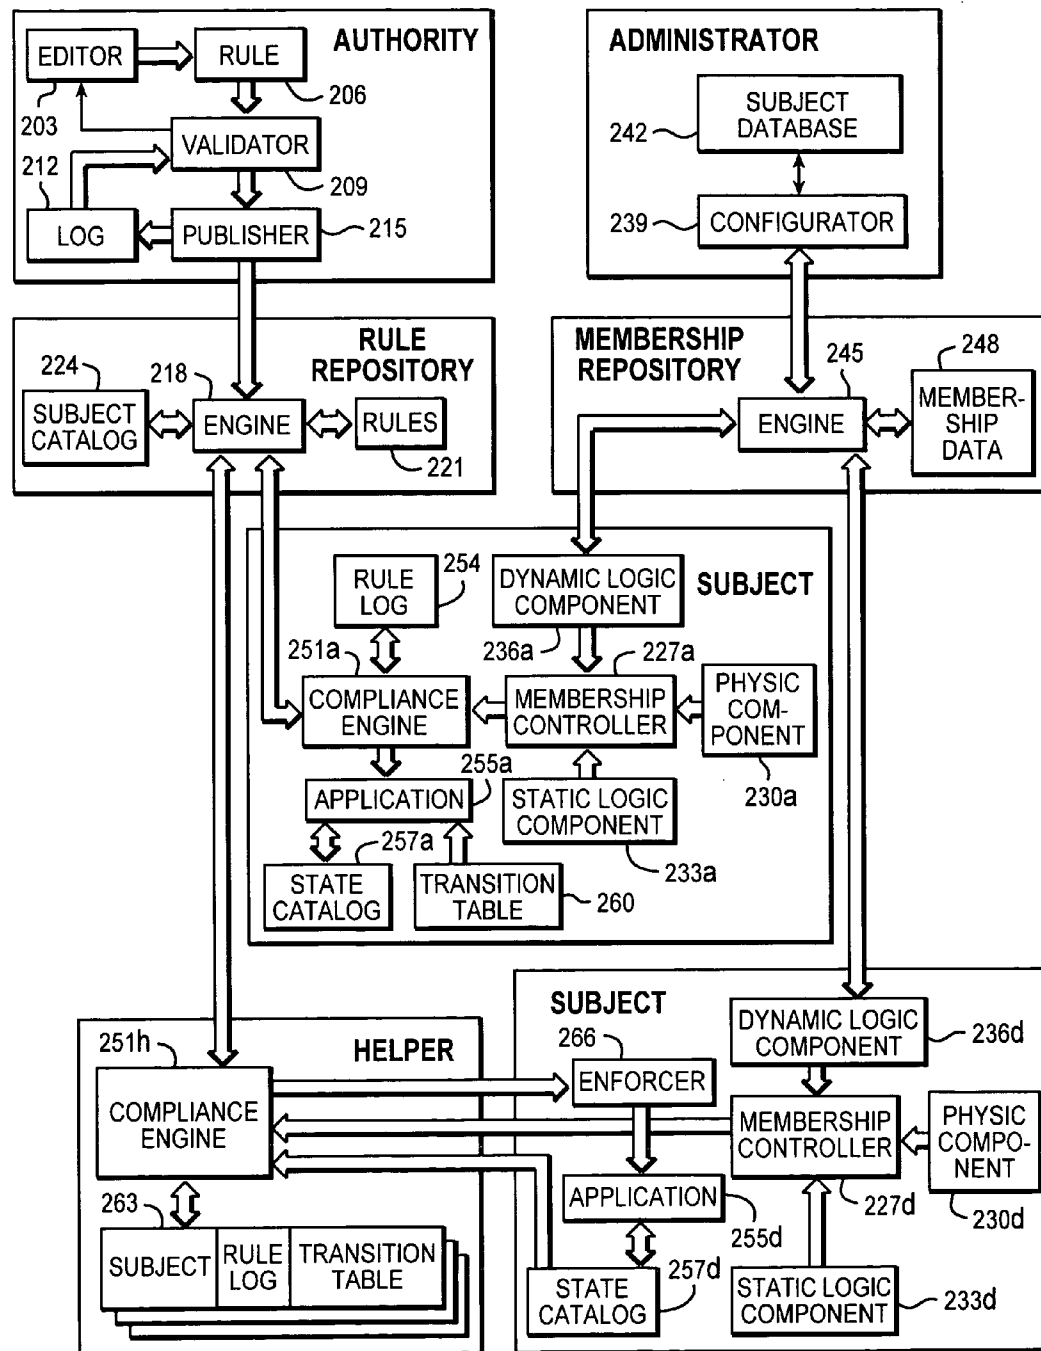 AUTHORITY
EDITOR
203
RULE
206
VALIDATOR
209
212
LOG
PUBLISHER
215
ADMINISTRATOR
SUBJECT
DATABASE
242
CONFIGURATOR
239
RULE
REPOSITORY
224
SUBJECT
CATALOG
218
ENGINE
RULES
221
MEMBERSHIP
REPOSITORY
245
ENGINE
248
MEMBER-
SHIP
DATA
SUBJECT
RULE
LOG
254
DYNAMIC LOGIC
COMPONENT
236a
251a
COMPLIANCE
ENGINE
227a
MEMBERSHIP
CONTROLLER
PHYSIC
COM-
PONENT
230a
APPLICATION
255a
STATIC LOGIC
COMPONENT
233a
257a
STATE
CATALOG
TRANSITION
TABLE
260
HELPER
251h
COMPLIANCE
ENGINE
263
SUBJECT
RULE
LOG
TRANSITION
TABLE
SUBJECT
266
ENFORCER
DYNAMIC LOGIC
COMPONENT
236d
MEMBERSHIP
CONTROLLER
227d
PHYSIC
COMPO-
NENT
230d
APPLICATION
255d
STATE
CATALOG
257d
STATIC LOGIC
COMPONENT
233d